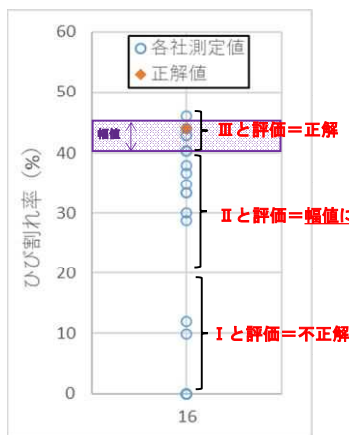 60
各社測定値
正解値
50
幅値
Ⅲと評価＝正解
40
Ⅱと評価＝幅値に
30
20
Ⅰと評価＝不正解
10
0
16
ひび割れ率（%）